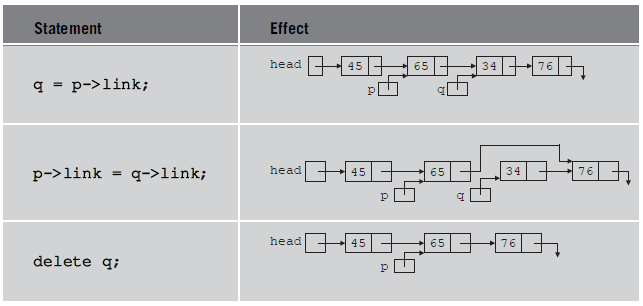 Statement Effect
q = p->link;
head 45 65 34 76
p q
p->link = q->link;
head 45 65 34 76
p q
delete q;
head 45 65 76
p